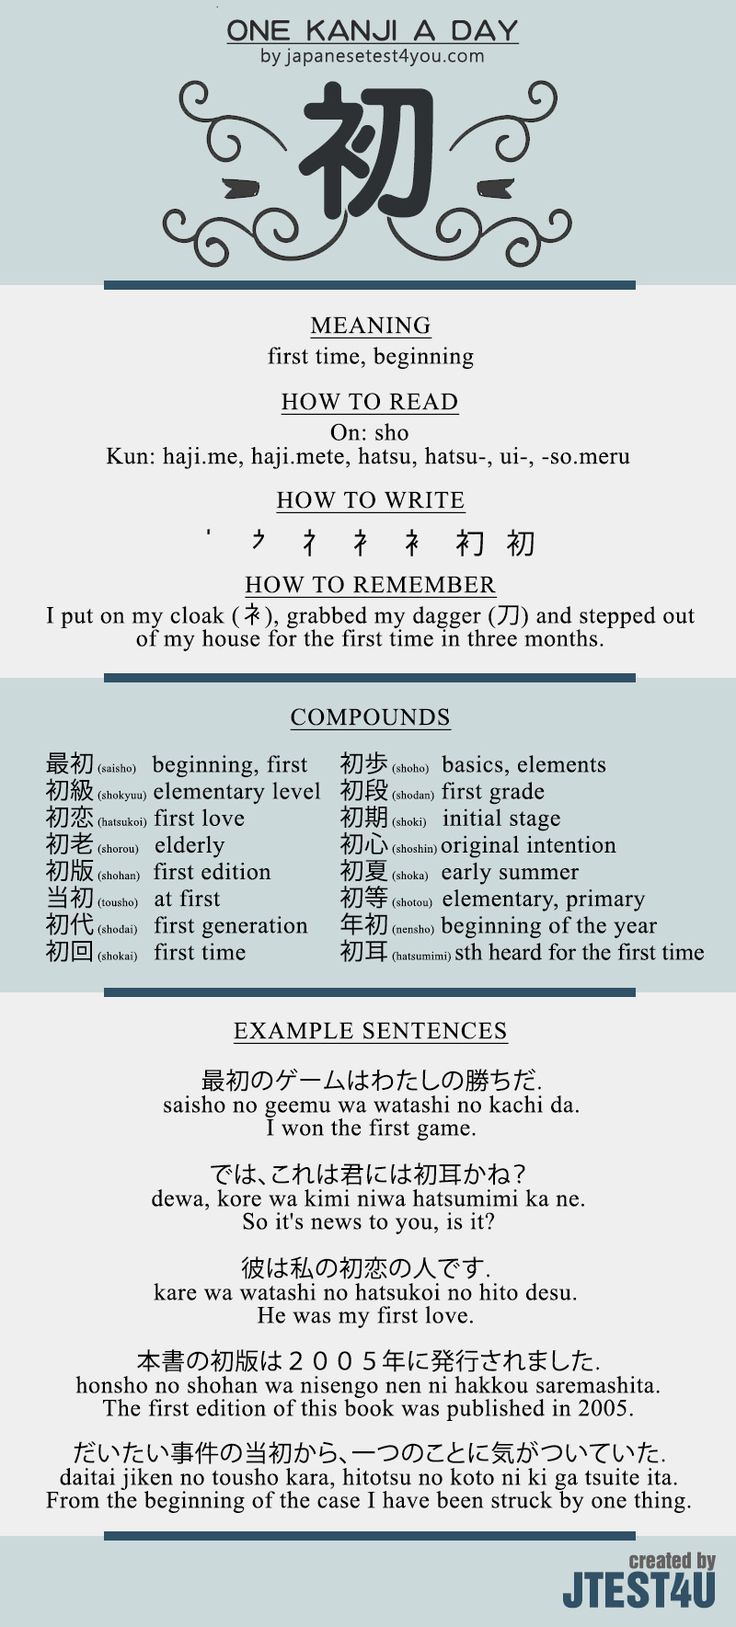 ONE KANJI A DAY
by japanesetest4you.com
初
MEANING
first time, beginning
HOW TO READ
On: sho
Kun: haji.me, haji.mete, hatsu, hatsu-, ui-, -so.meru
HOW TO WRITE
初
HOW TO REMEMBER
I put on my cloak (ネ), grabbed my dagger (刀) and stepped out
of my house for the first time in three months.
COMPOUNDS
最初 (saisho) beginning, first
初級 (shokyuu) elementary level
初恋 (hatsukoi) first love
初老 (shorou) elderly
初版 (shohan) first edition
当初 (tousho) at first
初代 (shodai) first generation
初回 (shokai) first time
初歩 (shoho) basics, elements
初段 (shodan) first grade
初期 (shoki) initial stage
初心 (shoshin) original intention
初夏 (shoka) early summer
初等 (shotou) elementary, primary
年初 (nensho) beginning of the year
初耳 (hatsumimi) sth heard for the first time
EXAMPLE SENTENCES
最初のゲームはわたしの勝ちだ.
saisho no geemu wa watashi no kachi da.
I won the first game.
では、これは君には初耳かね?
dewa, kore wa kimi niwa hatsumimi ka ne.
So it's news to you, is it?
彼は私の初恋の人です.
kare wa watashi no hatsukoi no hito desu.
He was my first love.
本書の初版は２００５年に発行されました.
honsho no shohan wa nisengo nen ni hakkou saremashita.
The first edition of this book was published in 2005.
だいたい事件の当初から、一つのことに気がついていた.
daitai jiken no tousho kara, hitotsu no koto ni ki ga tsuite ita.
From the beginning of the case I have been struck by one thing.
created by
JTEST4U